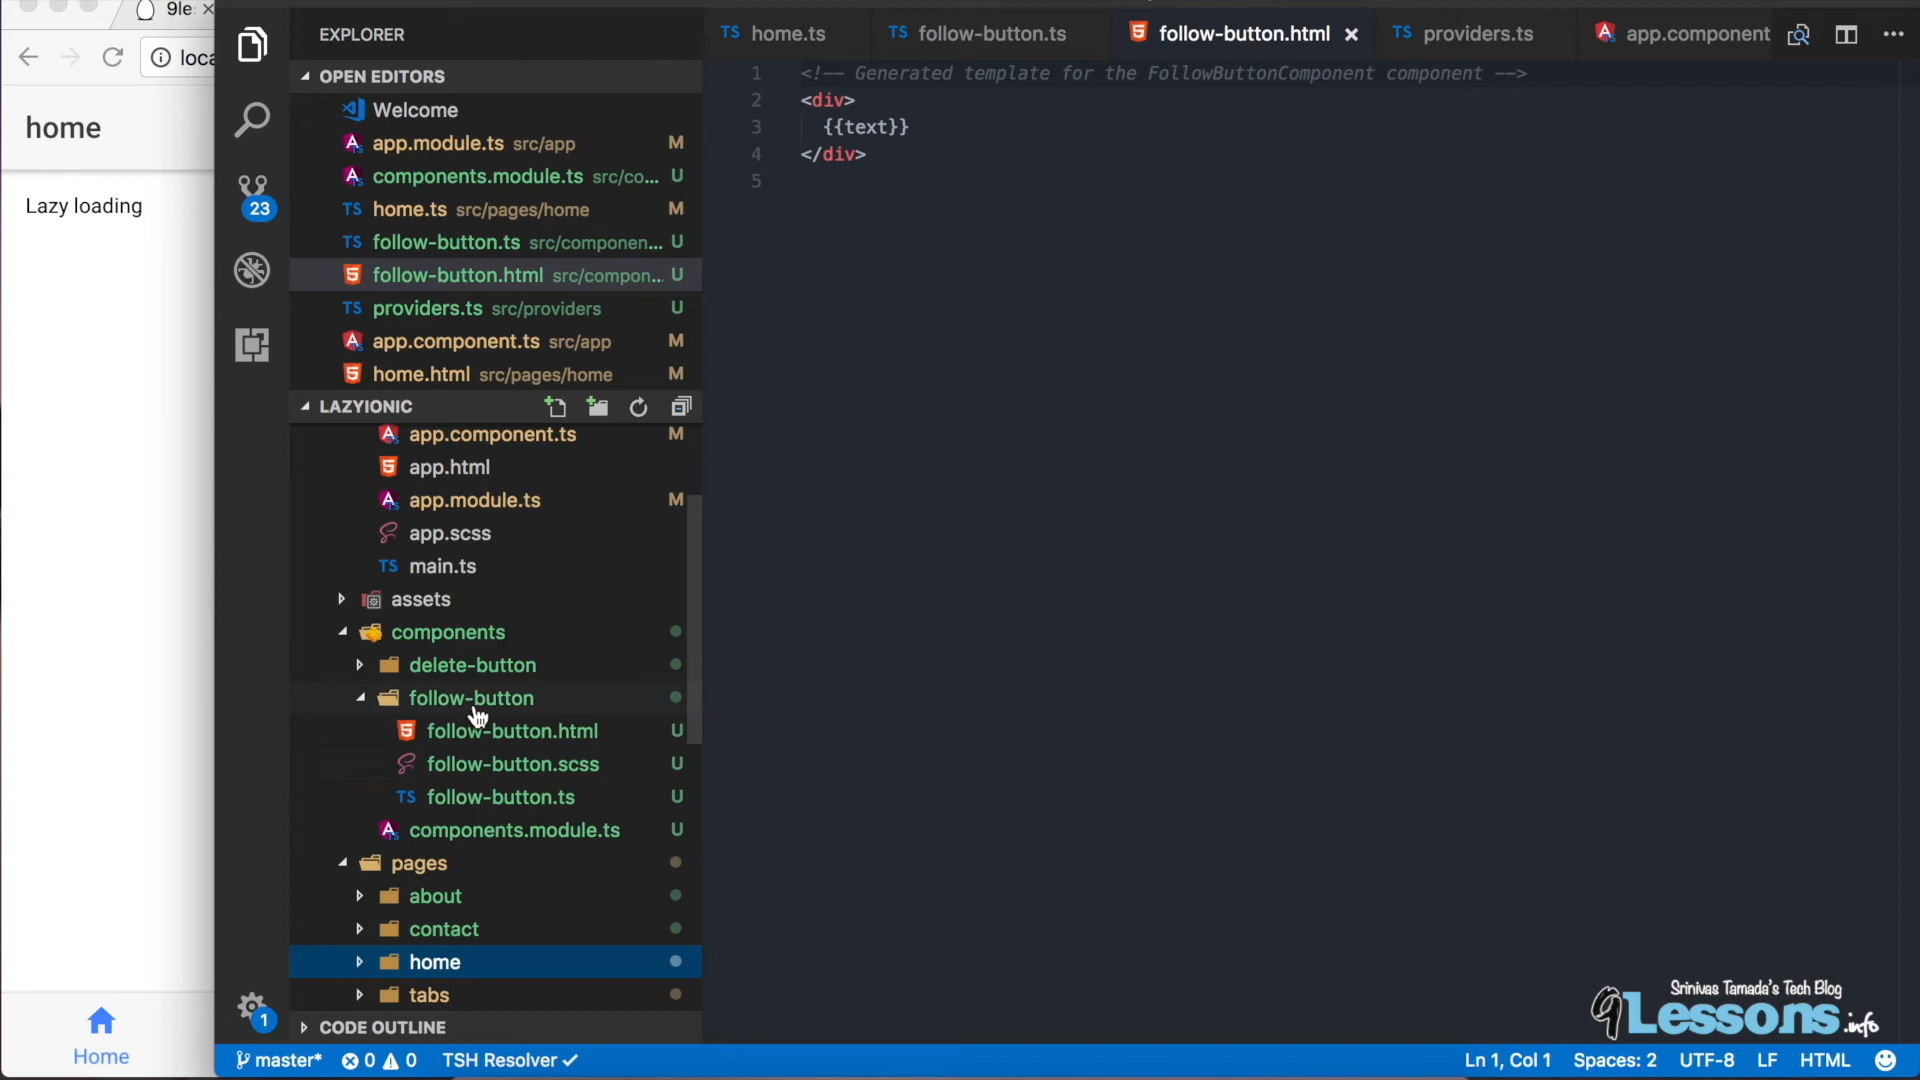 9le
loca
home
Lazy loading
Home
23
1
EXPLORER
OPEN EDITORS
Welcome
app.module.ts src/app M
components.module.ts src/co... U
home.ts src/pages/home M
follow-button.ts src/componen... U
follow-button.html src/compon... U
providers.ts src/providers U
app.component.ts src/app M
home.html src/pages/home M
LAZYIONIC
app.component.ts M
app.html
app.module.ts M
app.scss
TS main.ts
assets
components
delete-button
follow-button
follow-button.html U
follow-button.scss U
TS follow-button.ts U
components.module.ts U
pages
about
contact
home
tabs
CODE OUTLINE
TS home.ts
TS follow-button.ts
follow-button.html
TS providers.ts
app.component
1 <!-- Generated template for the FollowButtonComponent component -->
2 <div>
3 {{text}}
4 </div>
5
Srinivas Tamada's Tech Blog
9Lessons.info
master* 0 0 TSH Resolver
Ln 1, Col 1 Spaces: 2 UTF-8 LF HTML